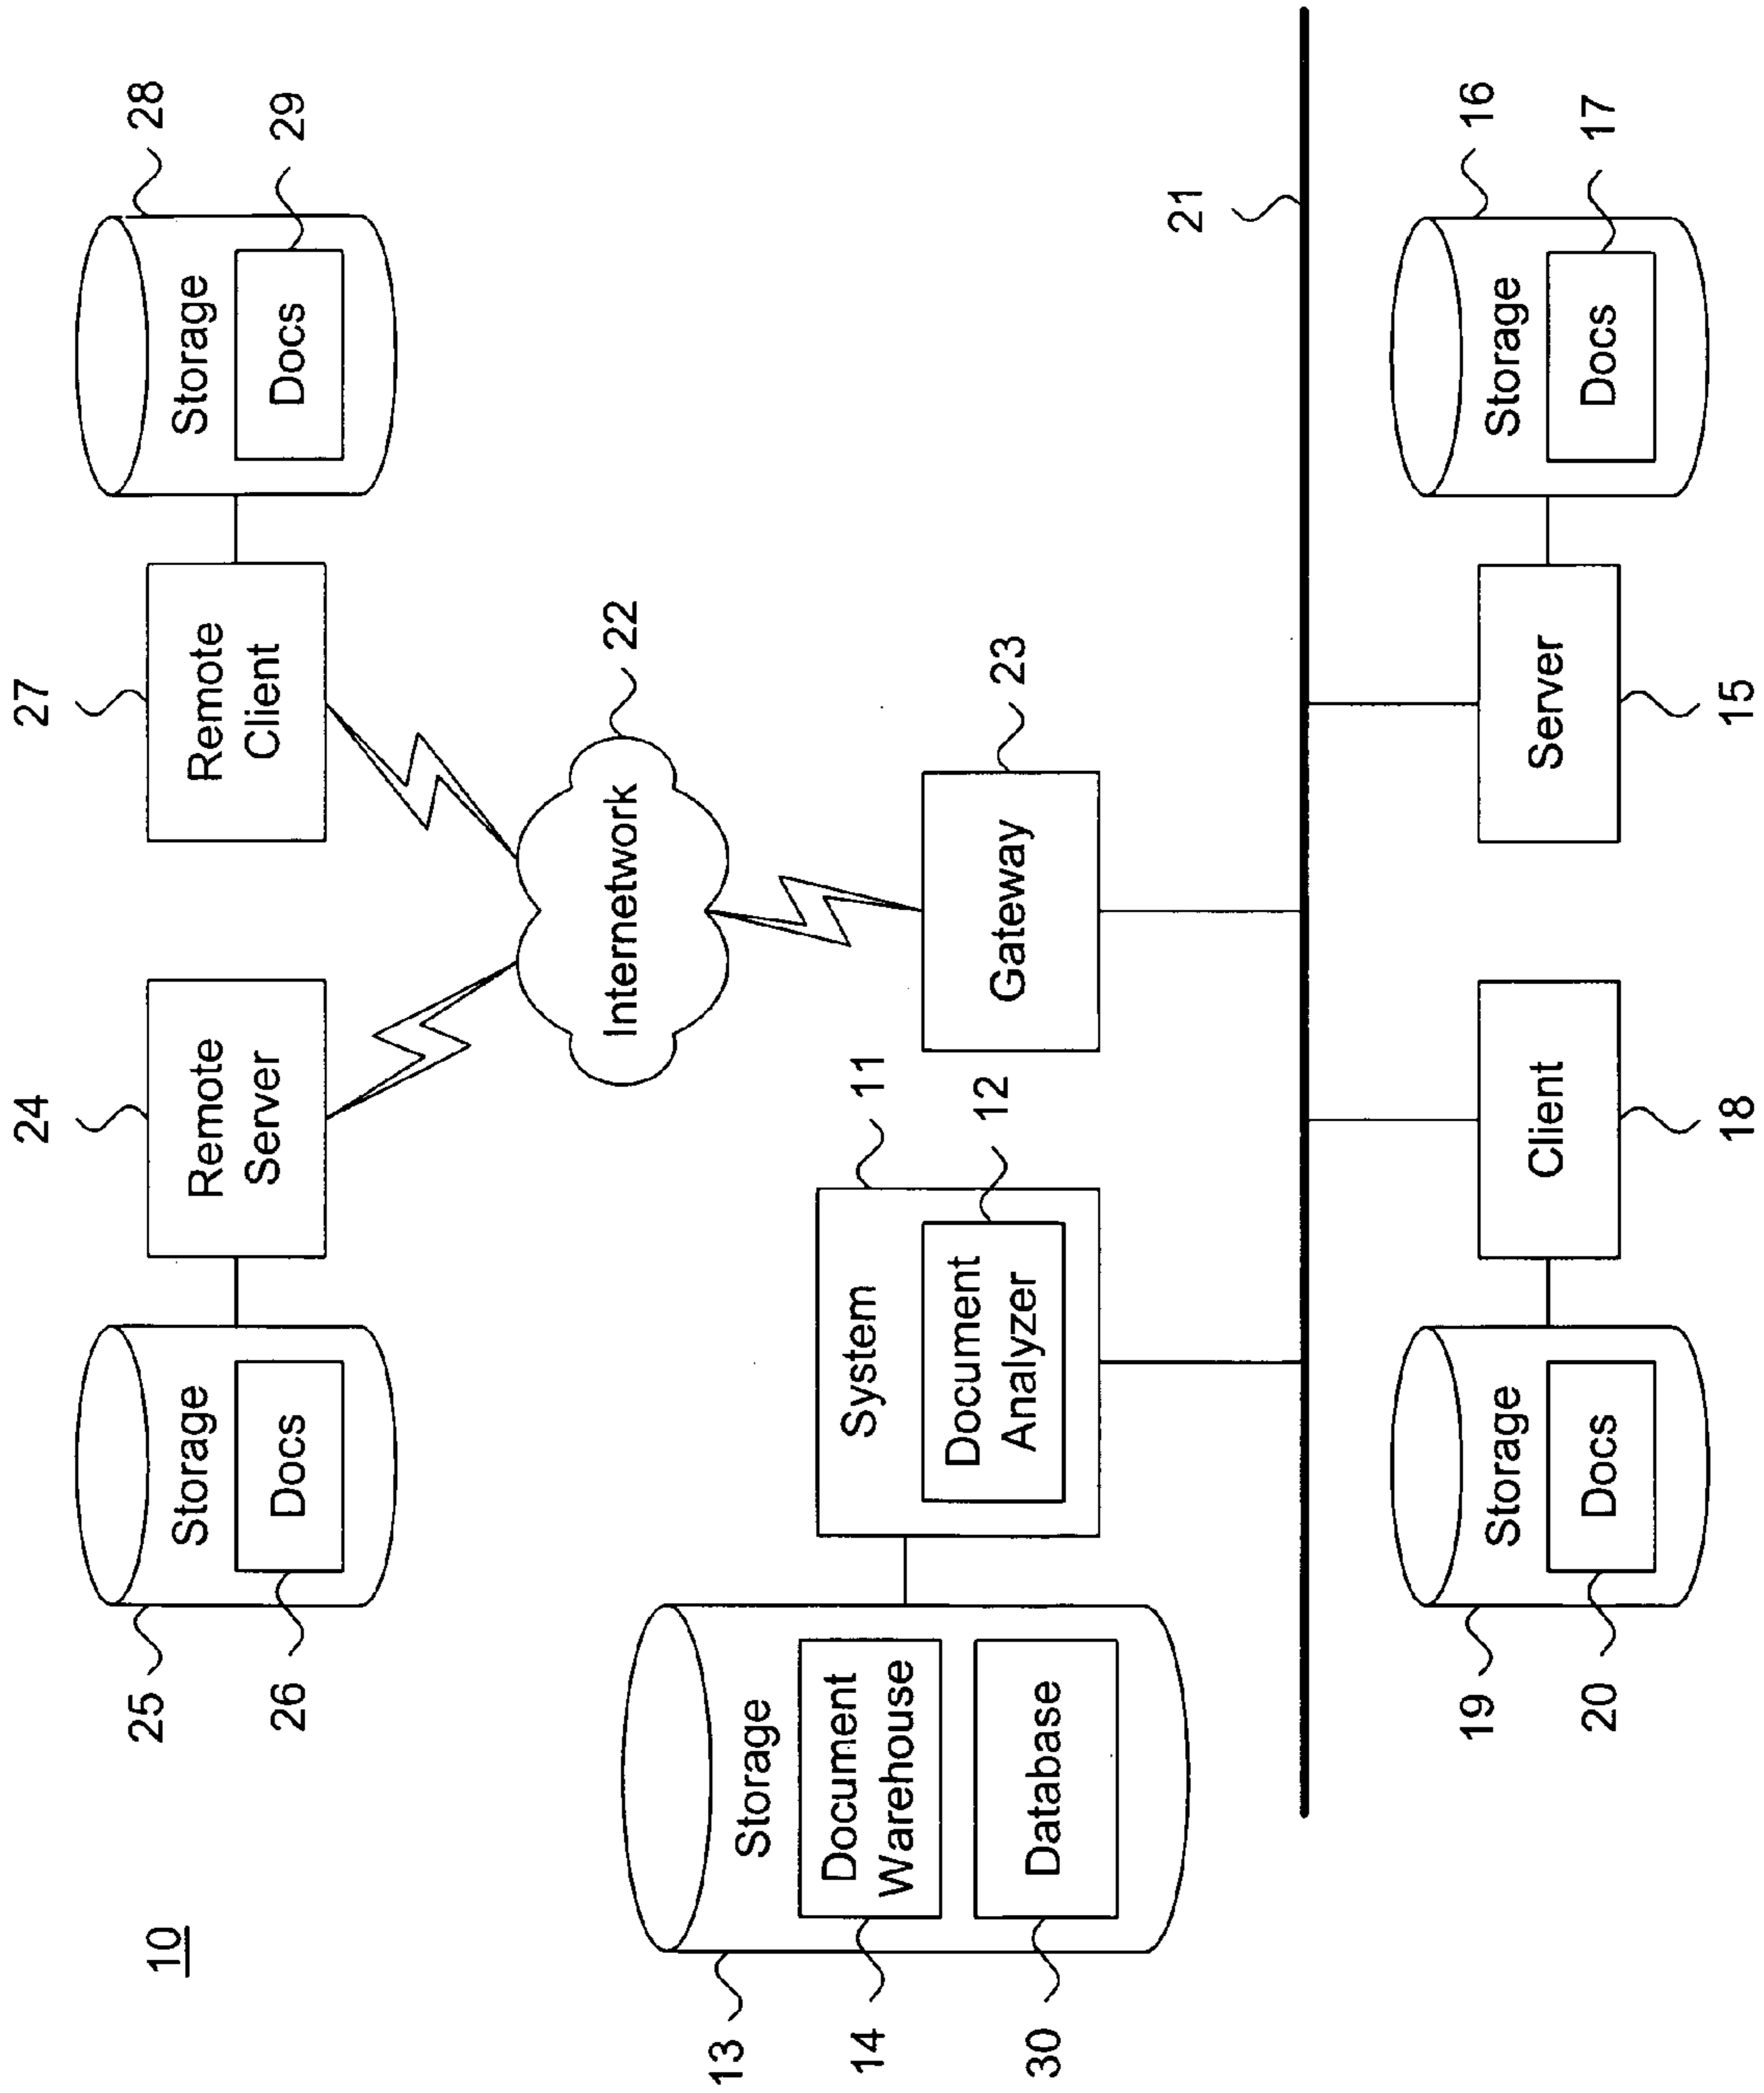 10
24
27
25
Storage
Remote
Server
Remote
Client
Storage
28
26
Docs
Docs
29
Internetwork
22
13
Storage
System
11
14
Document
Warehouse
Document
Analyzer
12
Gateway
23
30
Database
21
19
Storage
Client
Server
Storage
16
20
Docs
Docs
17
18
15